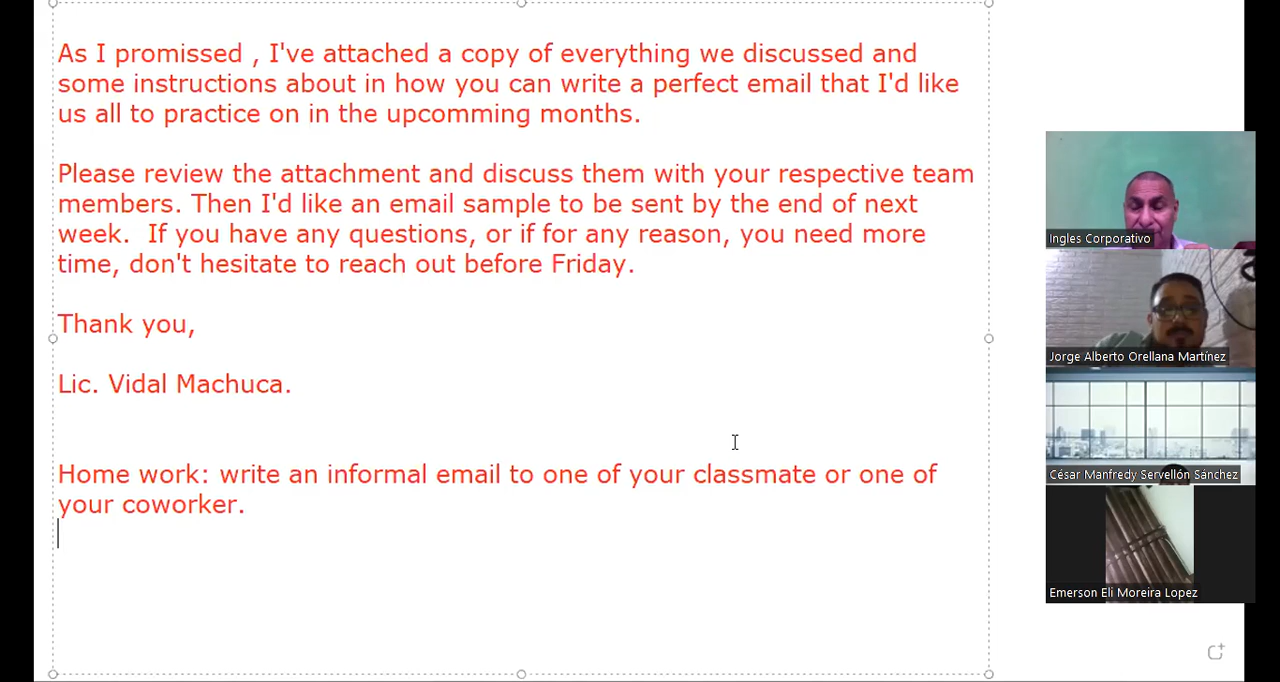 As I promissed , I've attached a copy of everything we discussed and
some instructions about in how you can write a perfect email that I'd like
us all to practice on in the upcomming months.
Please review the attachment and discuss them with your respective team
members. Then I'd like an email sample to be sent by the end of next
week.  If you have any questions, or if for any reason, you need more
time, don't hesitate to reach out before Friday.
Thank you,
Lic. Vidal Machuca.
Home work: write an informal email to one of your classmate or one of
your coworker.
Ingles Corporativo
Jorge Alberto Orellana Martínez
César Manfredy Servellón Sánchez
Emerson Eli Moreira Lopez